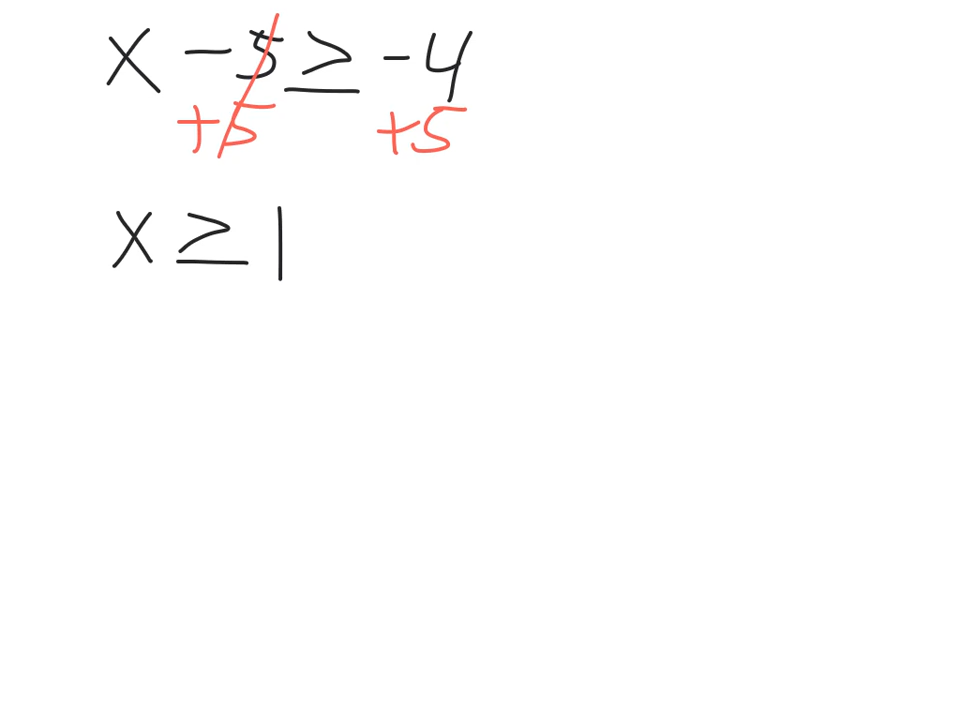 x - 5 ≥ -4
+5 +5
x ≥ 1